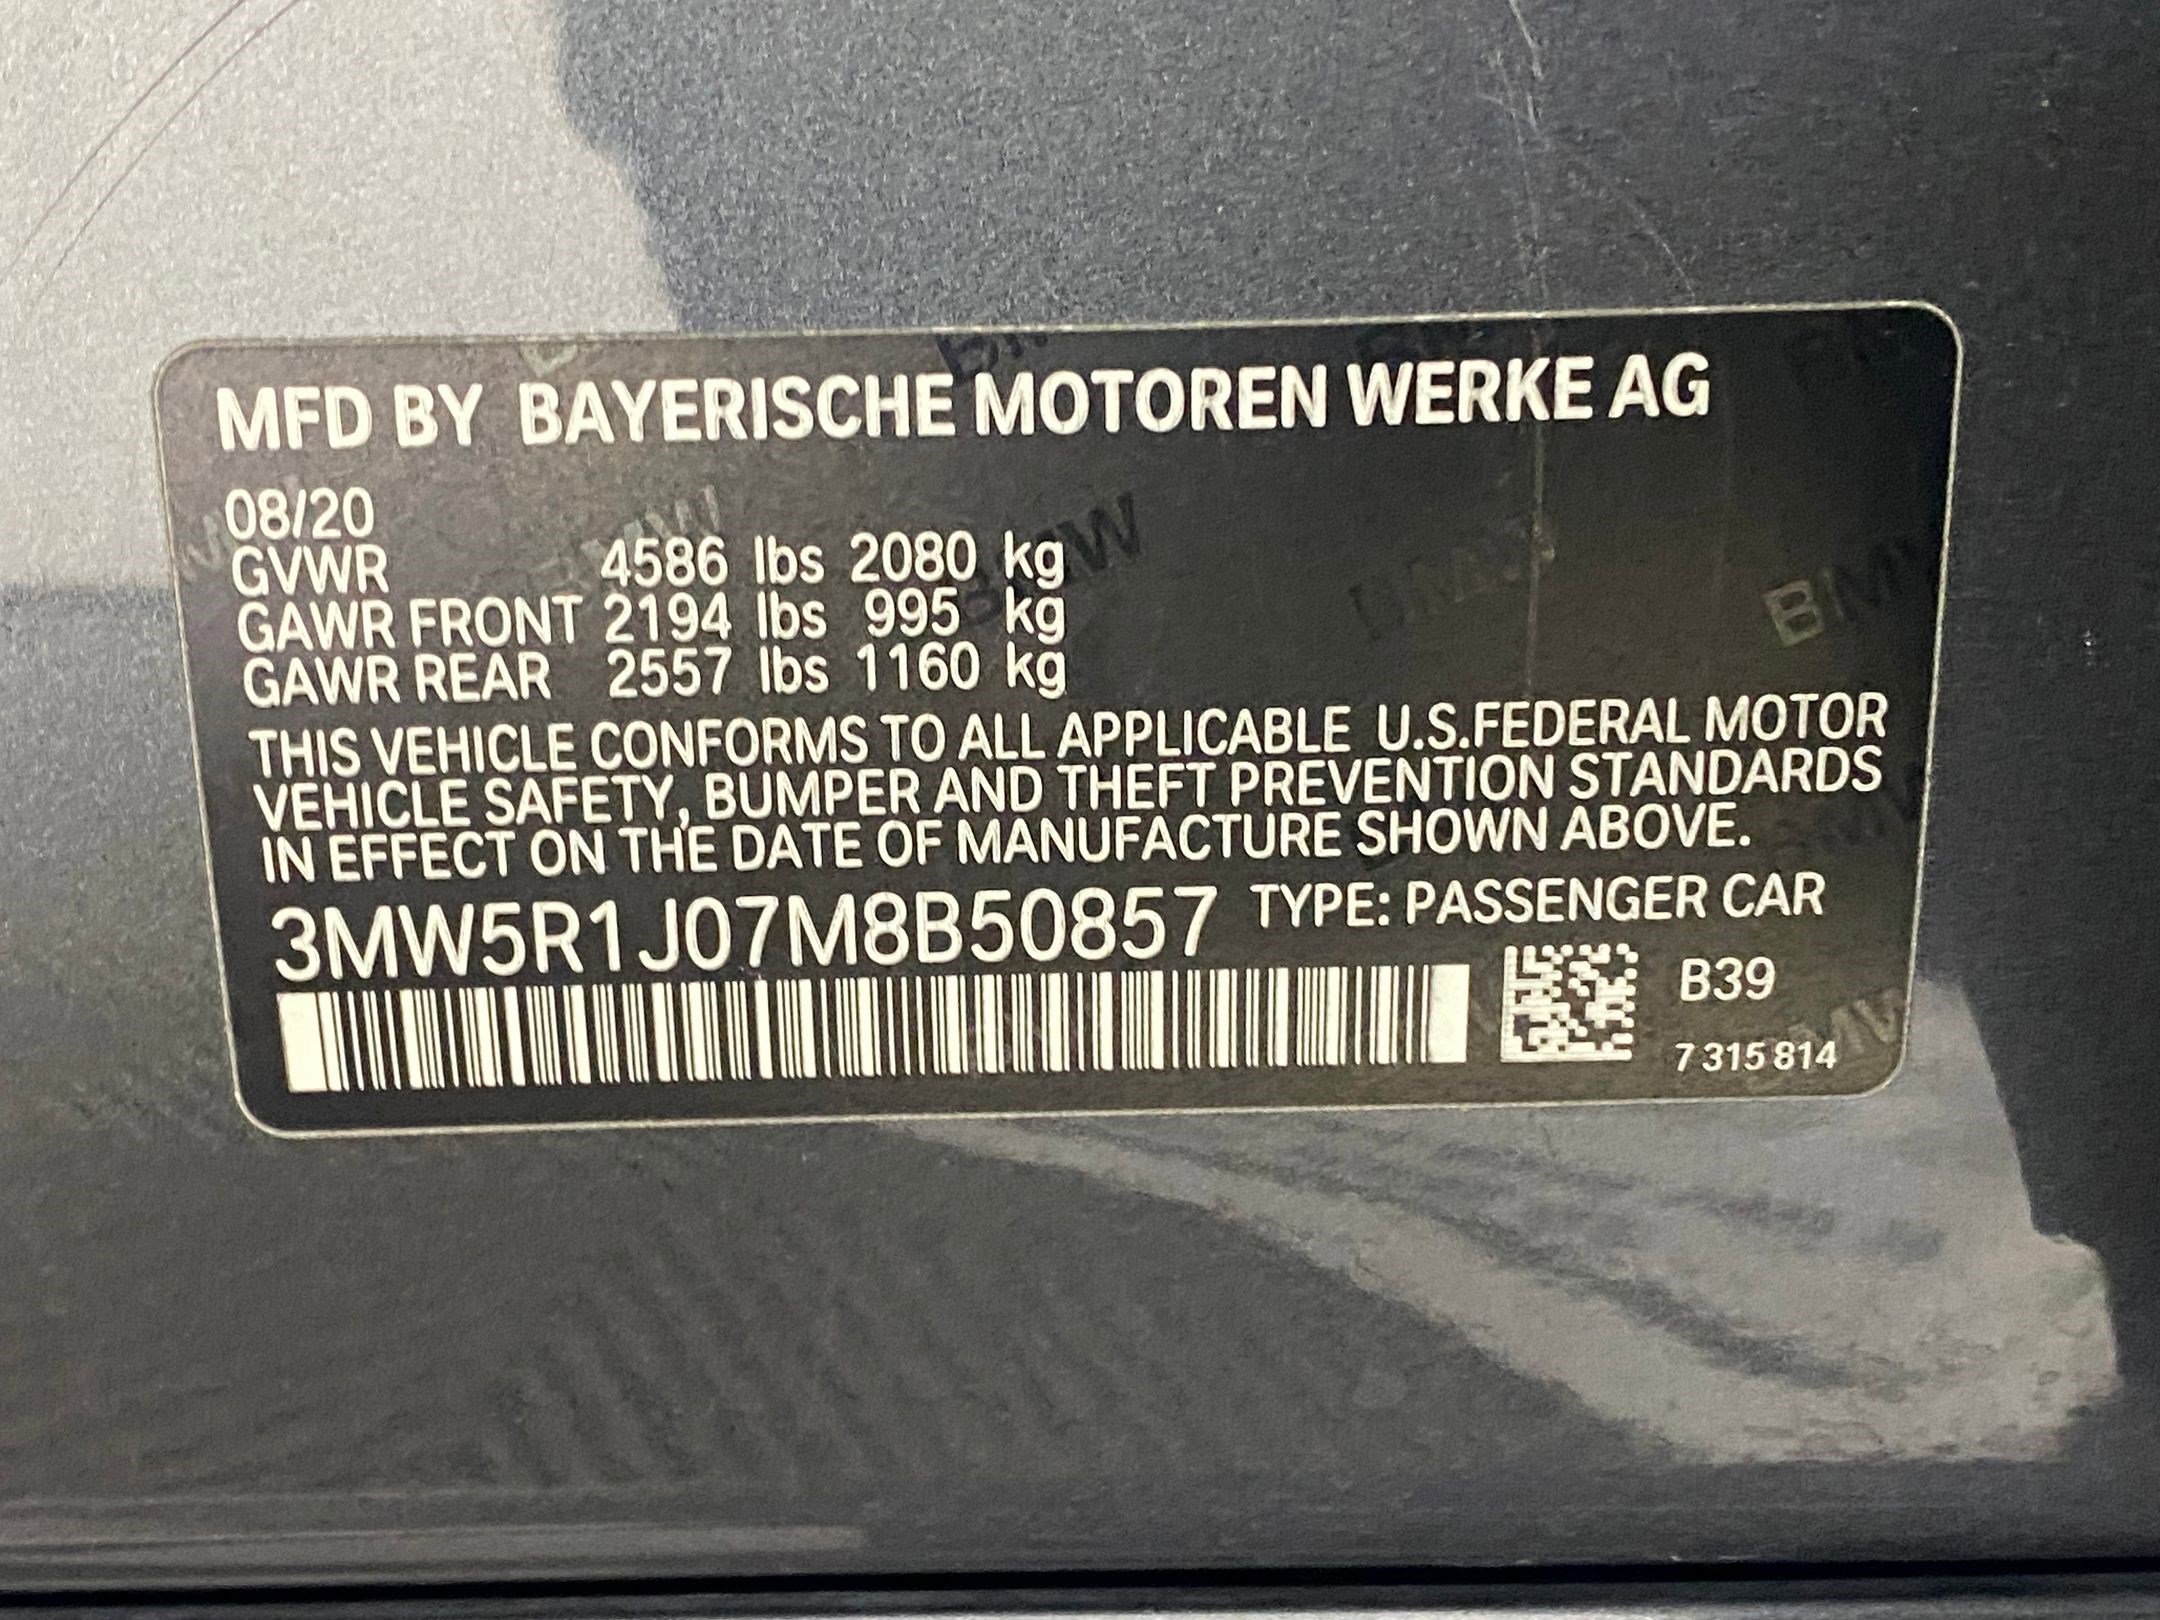 MFD BY BAYERISCHE MOTOREN WERKE AG
08/20
GVWR 4586 lbs 2080 kg
GAWR FRONT 2194 lbs 995 kg
GAWR REAR 2557 lbs 1160 kg
THIS VEHICLE CONFORMS TO ALL APPLICABLE U.S.FEDERAL MOTOR
VEHICLE SAFETY, BUMPER AND THEFT PREVENTION STANDARDS
IN EFFECT ON THE DATE OF MANUFACTURE SHOWN ABOVE.
3MW5R1J07M8B50857 TYPE: PASSENGER CAR
B39
7 315 814